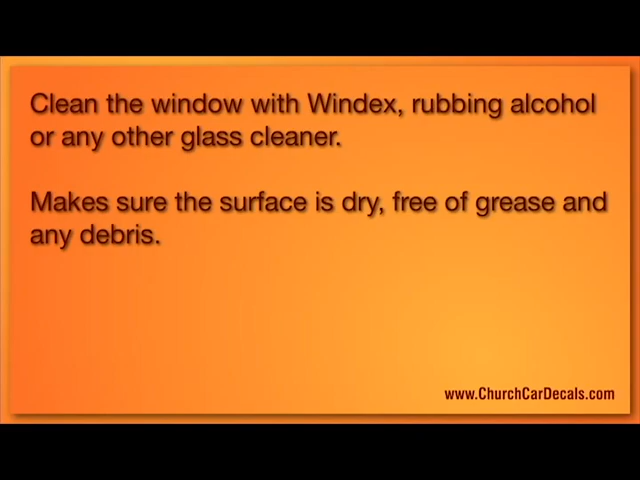 Clean the window with Windex, rubbing alcohol
or any other glass cleaner.
Makes sure the surface is dry, free of grease and
any debris.
www.ChurchCarDecals.com